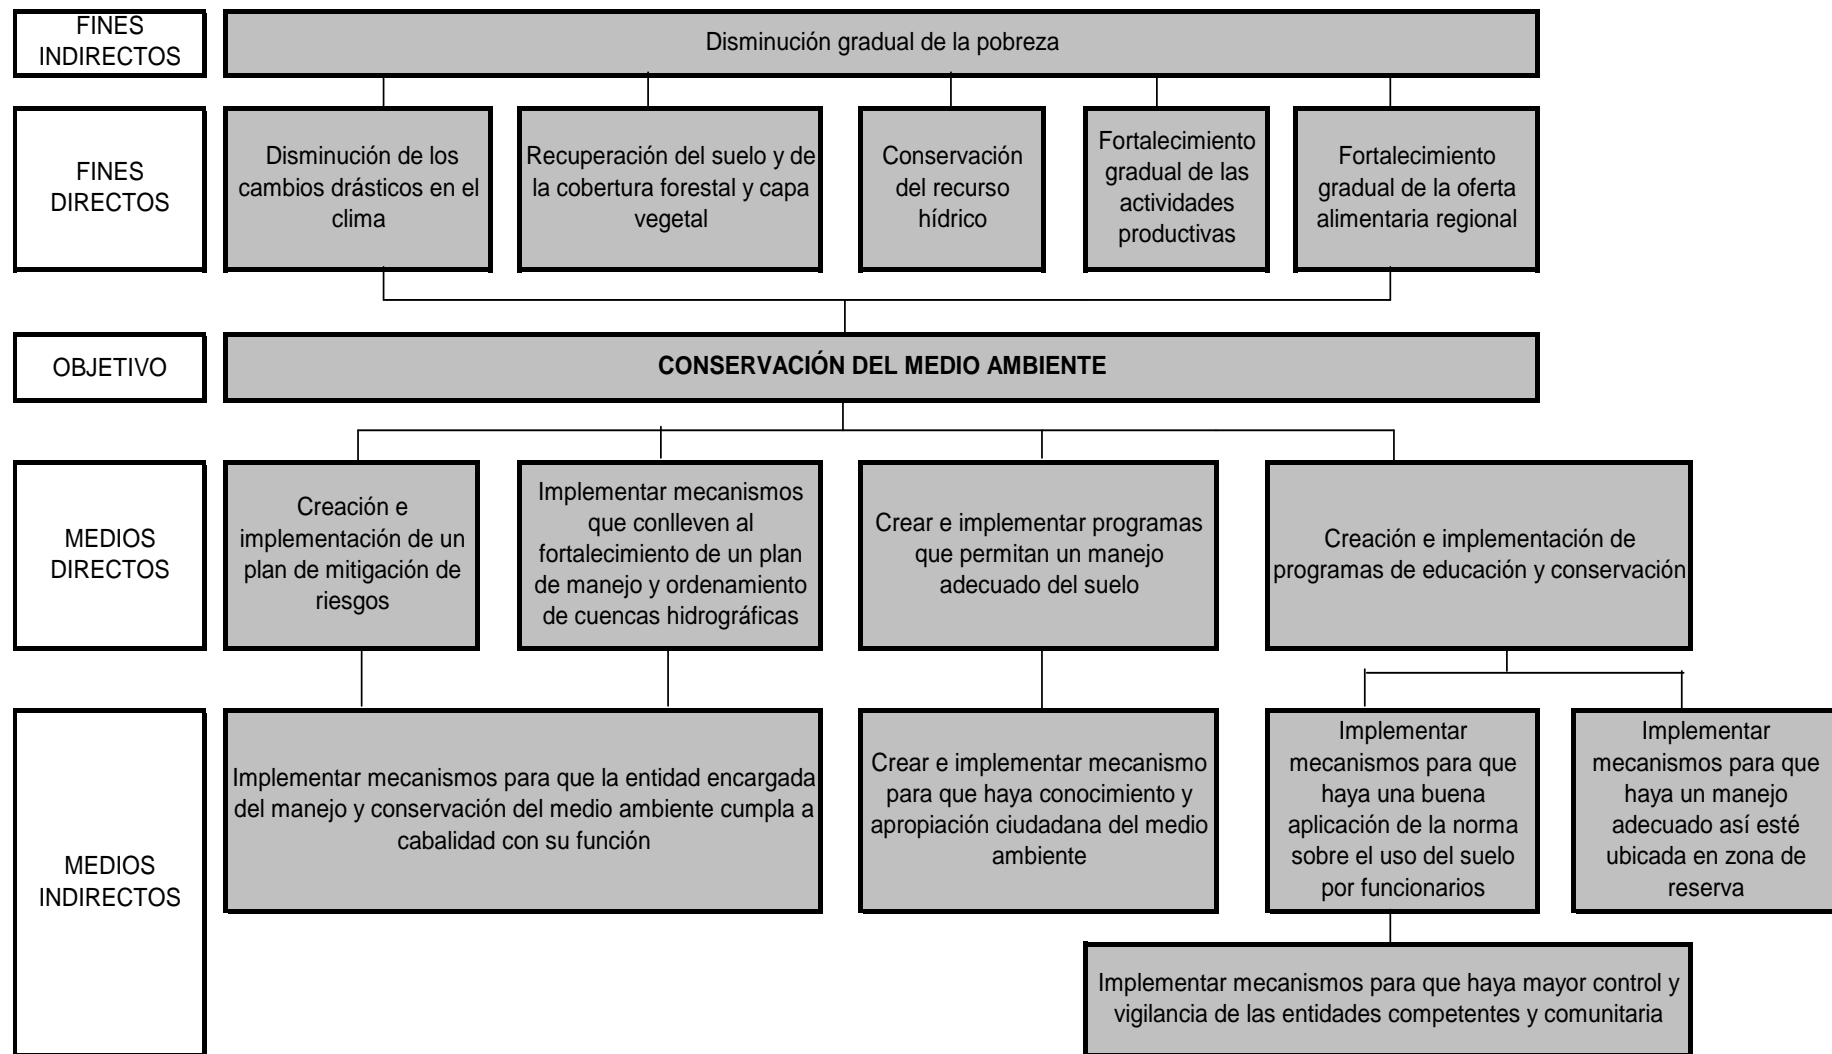 FINES
INDIRECTOS
Disminución gradual de la pobreza
FINES
DIRECTOS
Disminución de los
cambios drásticos en el
clima
Recuperación del suelo y de
la cobertura forestal y capa
vegetal
Conservación
del recurso
hídrico
Fortalecimiento
gradual de las
actividades
productivas
Fortalecimiento
gradual de la oferta
alimentaria regional
OBJETIVO
CONSERVACIÓN DEL MEDIO AMBIENTE
MEDIOS
DIRECTOS
Creación e
implementación de un
plan de mitigación de
riesgos
Implementar mecanismos
que conlleven al
fortalecimiento de un plan
de manejo y ordenamiento
de cuencas hidrográficas
Crear e implementar programas
que permitan un manejo
adecuado del suelo
Creación e implementación de
programas de educación y conservación
MEDIOS
INDIRECTOS
Implementar mecanismos para que la entidad encargada
del manejo y conservación del medio ambiente cumpla a
cabalidad con su función
Crear e implementar mecanismo
para que haya conocimiento y
apropiación ciudadana del medio
ambiente
Implementar
mecanismos para que
haya una buena
aplicación de la norma
sobre el uso del suelo
por funcionarios
Implementar
mecanismos para que
haya un manejo
adecuado así esté
ubicada en zona de
reserva
Implementar mecanismos para que haya mayor control y
vigilancia de las entidades competentes y comunitaria